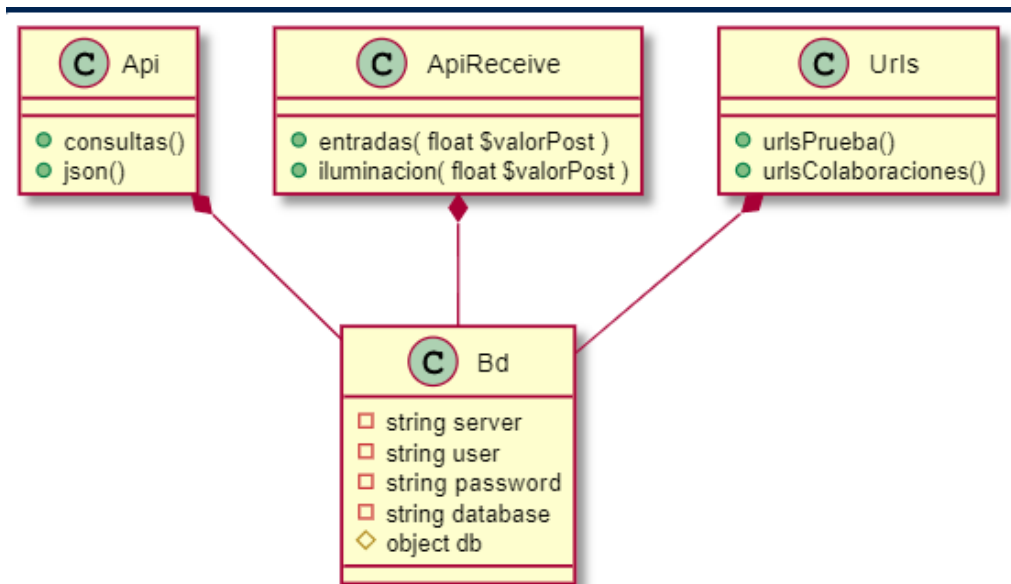 C Api
consultas()
json()
C ApiReceive
entradas( float $valorPost )
iluminacion( float $valorPost )
C Urls
urlsPrueba()
urlsColaboraciones()
C Bd
string server
string user
string password
string database
object db